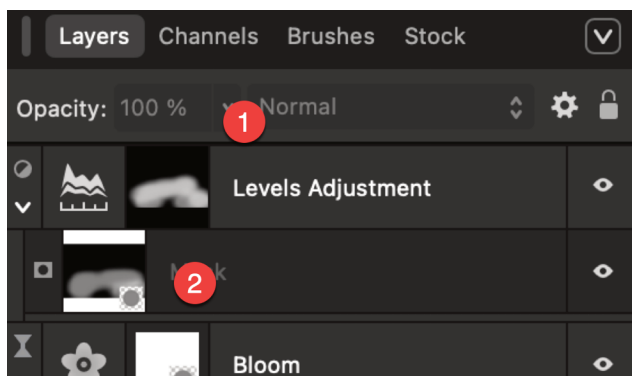 Layers Channels Brushes Stock
Opacity: 100 % Normal
1
Levels Adjustment
2
Bloom